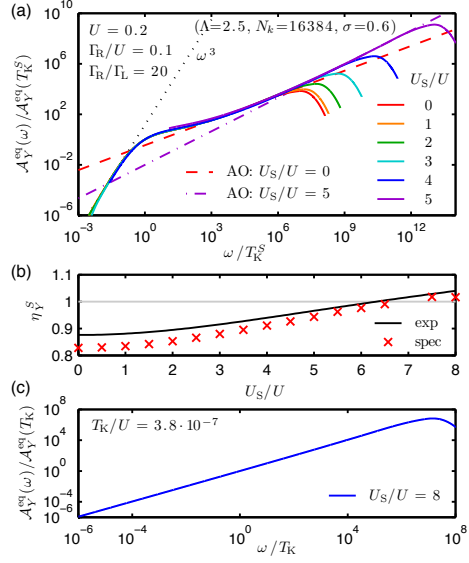 (a)
(Λ=2.5, N_k=16384, σ=0.6)
U = 0.2
Γ_R/U = 0.1
Γ_R/Γ_L = 20
ω³
U_S/U
0
1
2
3
4
5
AO: U_S/U = 0
AO: U_S/U = 5
A_Y^eq(ω)/A_Y^eq(T_K^S)
10^10
10^6
10^2
10^-2
10^-6
10^-3 10^0 10^3 10^6 10^9 10^12
ω/T_K^S
(b)
η_Y^S
1.1
1
0.9
0.8
exp
spec
0 1 2 3 4 5 6 7 8
U_S/U
(c)
A_Y^eq(ω)/A_Y^eq(T_K)
10^8
10^4
10^0
10^-4
10^-6
T_K/U = 3.8·10^-7
U_S/U = 8
10^-6 10^-4 10^0 10^4 10^8
ω/T_K